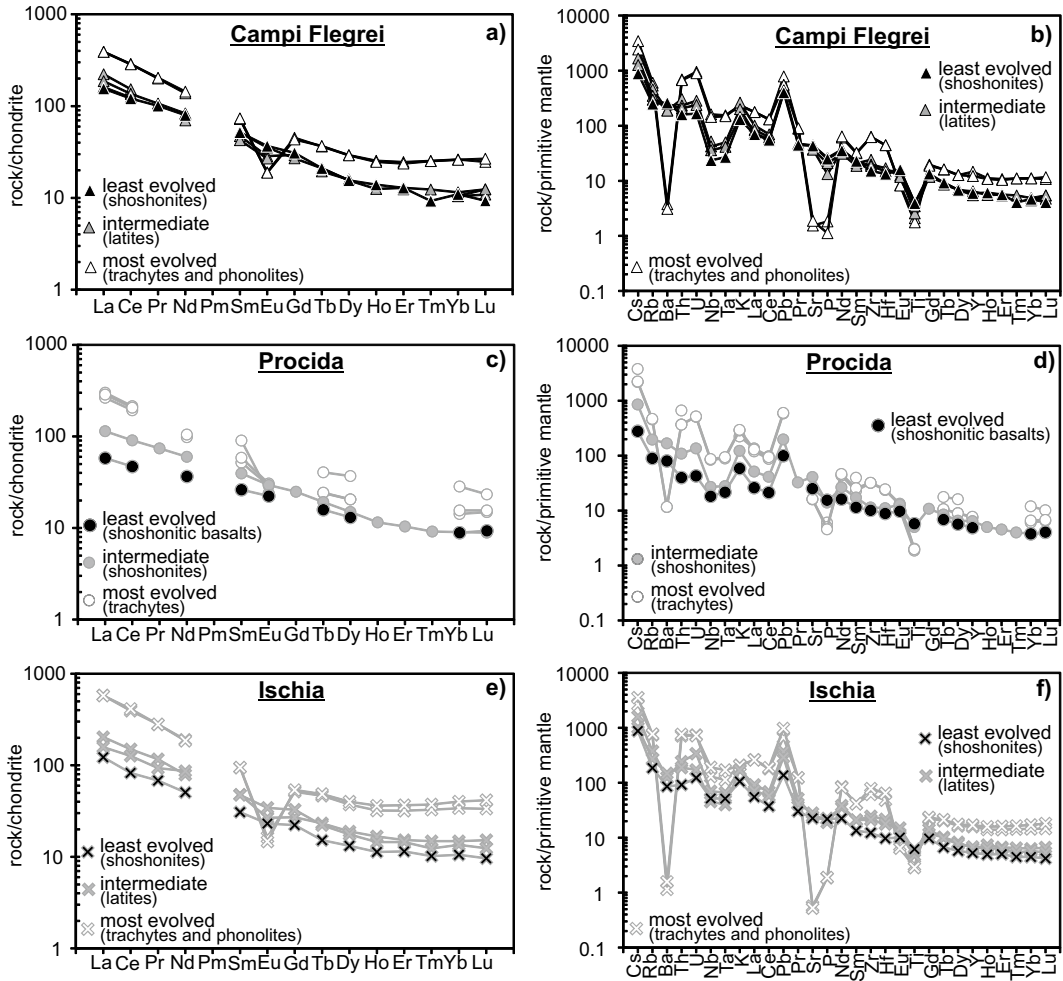 a)
Campi Flegrei
1000
100
10
1
rock/chondrite
least evolved
(shoshonites)
intermediate
(latites)
most evolved
(trachytes and phonolites)
La Ce Pr Nd Pm Sm Eu Gd Tb Dy Ho Er Tm Yb Lu
b)
Campi Flegrei
10000
1000
100
10
1
0.1
rock/primitive mantle
least evolved
(shoshonites)
intermediate
(latites)
most evolved
(trachytes and phonolites)
Cs Rb Ba Th U Nb Ta K La Ce Pb Pr Sr P Nd Sm Zr Hf Eu Ti Gd Tb Dy Y Ho Er Tm Yb Lu
c)
Procida
1000
100
10
1
rock/chondrite
least evolved
(shoshonitic basalts)
intermediate
(shoshonites)
most evolved
(trachytes)
La Ce Pr Nd Pm Sm Eu Gd Tb Dy Ho Er Tm Yb Lu
d)
Procida
10000
1000
100
10
1
0.1
rock/primitive mantle
least evolved
(shoshonitic basalts)
intermediate
(shoshonites)
most evolved
(trachytes)
Cs Rb Ba Th U Nb Ta K La Ce Pb Pr Sr P Nd Sm Zr Hf Eu Ti Gd Tb Dy Y Ho Er Tm Yb Lu
e)
Ischia
1000
100
10
1
rock/chondrite
least evolved
(shoshonites)
intermediate
(latites)
most evolved
(trachytes and phonolites)
La Ce Pr Nd Pm Sm Eu Gd Tb Dy Ho Er Tm Yb Lu
f)
Ischia
10000
1000
100
10
1
0.1
rock/primitive mantle
least evolved
(shoshonites)
intermediate
(latites)
most evolved
(trachytes and phonolites)
Cs Rb Ba Th U Nb Ta K La Ce Pb Pr Sr P Nd Sm Zr Hf Eu Ti Gd Tb Dy Y Ho Er Tm Yb Lu